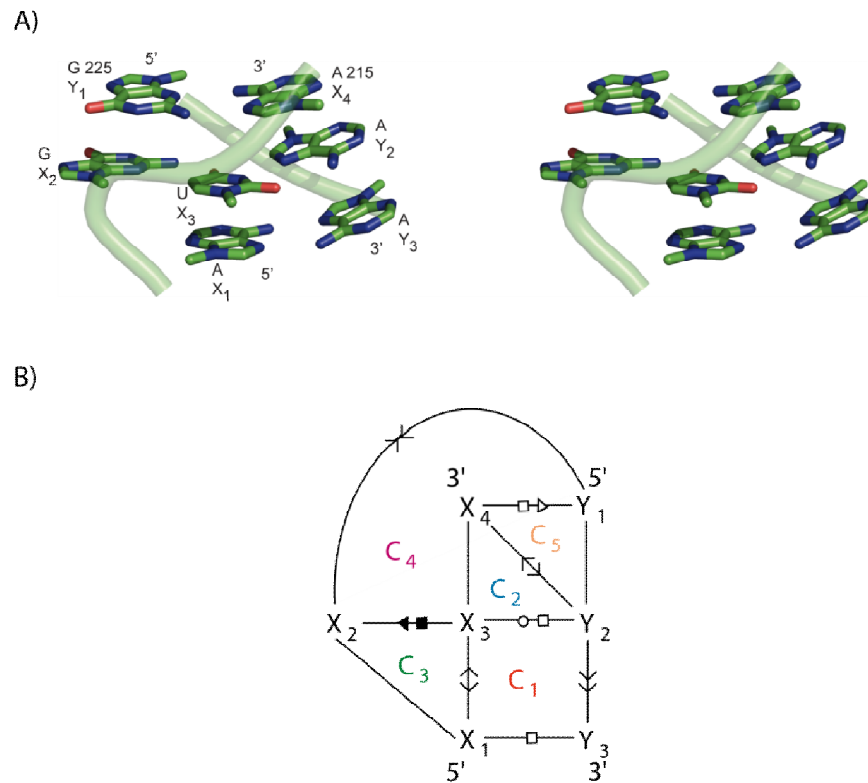 A)
G 225 5' 3' A 215
Y1 X4
A
Y2
G
X2
U
X3
A
Y3
A 5' 3'
X1
B)
3' 5'
X4 Y1
C5
C4
C2
X2 X3 Y2
C3 C1
X1 Y3
5' 3'